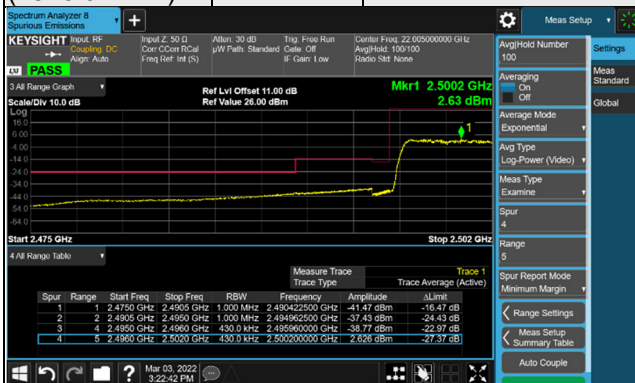 Spectrum Analyzer 8
Spurious Emissions
Meas Setup
KEYSIGHT Input: RF Input Z: 50 Ω Atten: 30 dB Trig: Free Run Center Freq: 22.005000000 GHz
Coupling: DC Corr CCorr RCal µW Path: Standard Gate: Off Avg|Hold: 100/100
Align: Auto Freq Ref: Int (S) IF Gain: Low Radio Std: None
LXI PASS
3 All Range Graph
Ref Lvl Offset 11.00 dB
Mkr1 2.5002 GHz
Scale/Div 10.0 dB
Ref Value 26.00 dBm
2.63 dBm
Log
16.0
6.00
-4.00
-14.0
-24.0
-34.0
-44.0
-54.0
-64.0
1
Start 2.475 GHz
Stop 2.502 GHz
4 All Range Table
Measure Trace Trace 1
Trace Type Trace Average (Active)
Spur Range Start Freq Stop Freq RBW Frequency Amplitude ΔLimit
1 1 2.4750 GHz 2.4905 GHz 1.000 MHz 2.490422500 GHz -41.47 dBm -16.47 dB
2 2 2.4905 GHz 2.4950 GHz 1.000 MHz 2.494962500 GHz -37.43 dBm -24.43 dB
3 4 2.4950 GHz 2.4960 GHz 430.0 kHz 2.495960000 GHz -38.77 dBm -22.97 dB
4 5 2.4960 GHz 2.5020 GHz 430.0 kHz 2.500200000 GHz 2.626 dBm -27.37 dB
Avg|Hold Number
100
Averaging
On
Off
Average Mode
Exponential
Avg Type
Log-Power (Video)
Meas Type
Examine
Spur
4
Range
5
Spur Report Mode
Minimum Margin
Range Settings
Meas Setup
Summary Table
Auto Couple
Settings
Meas
Standard
Global
Mar 03, 2022
3:22:42 PM